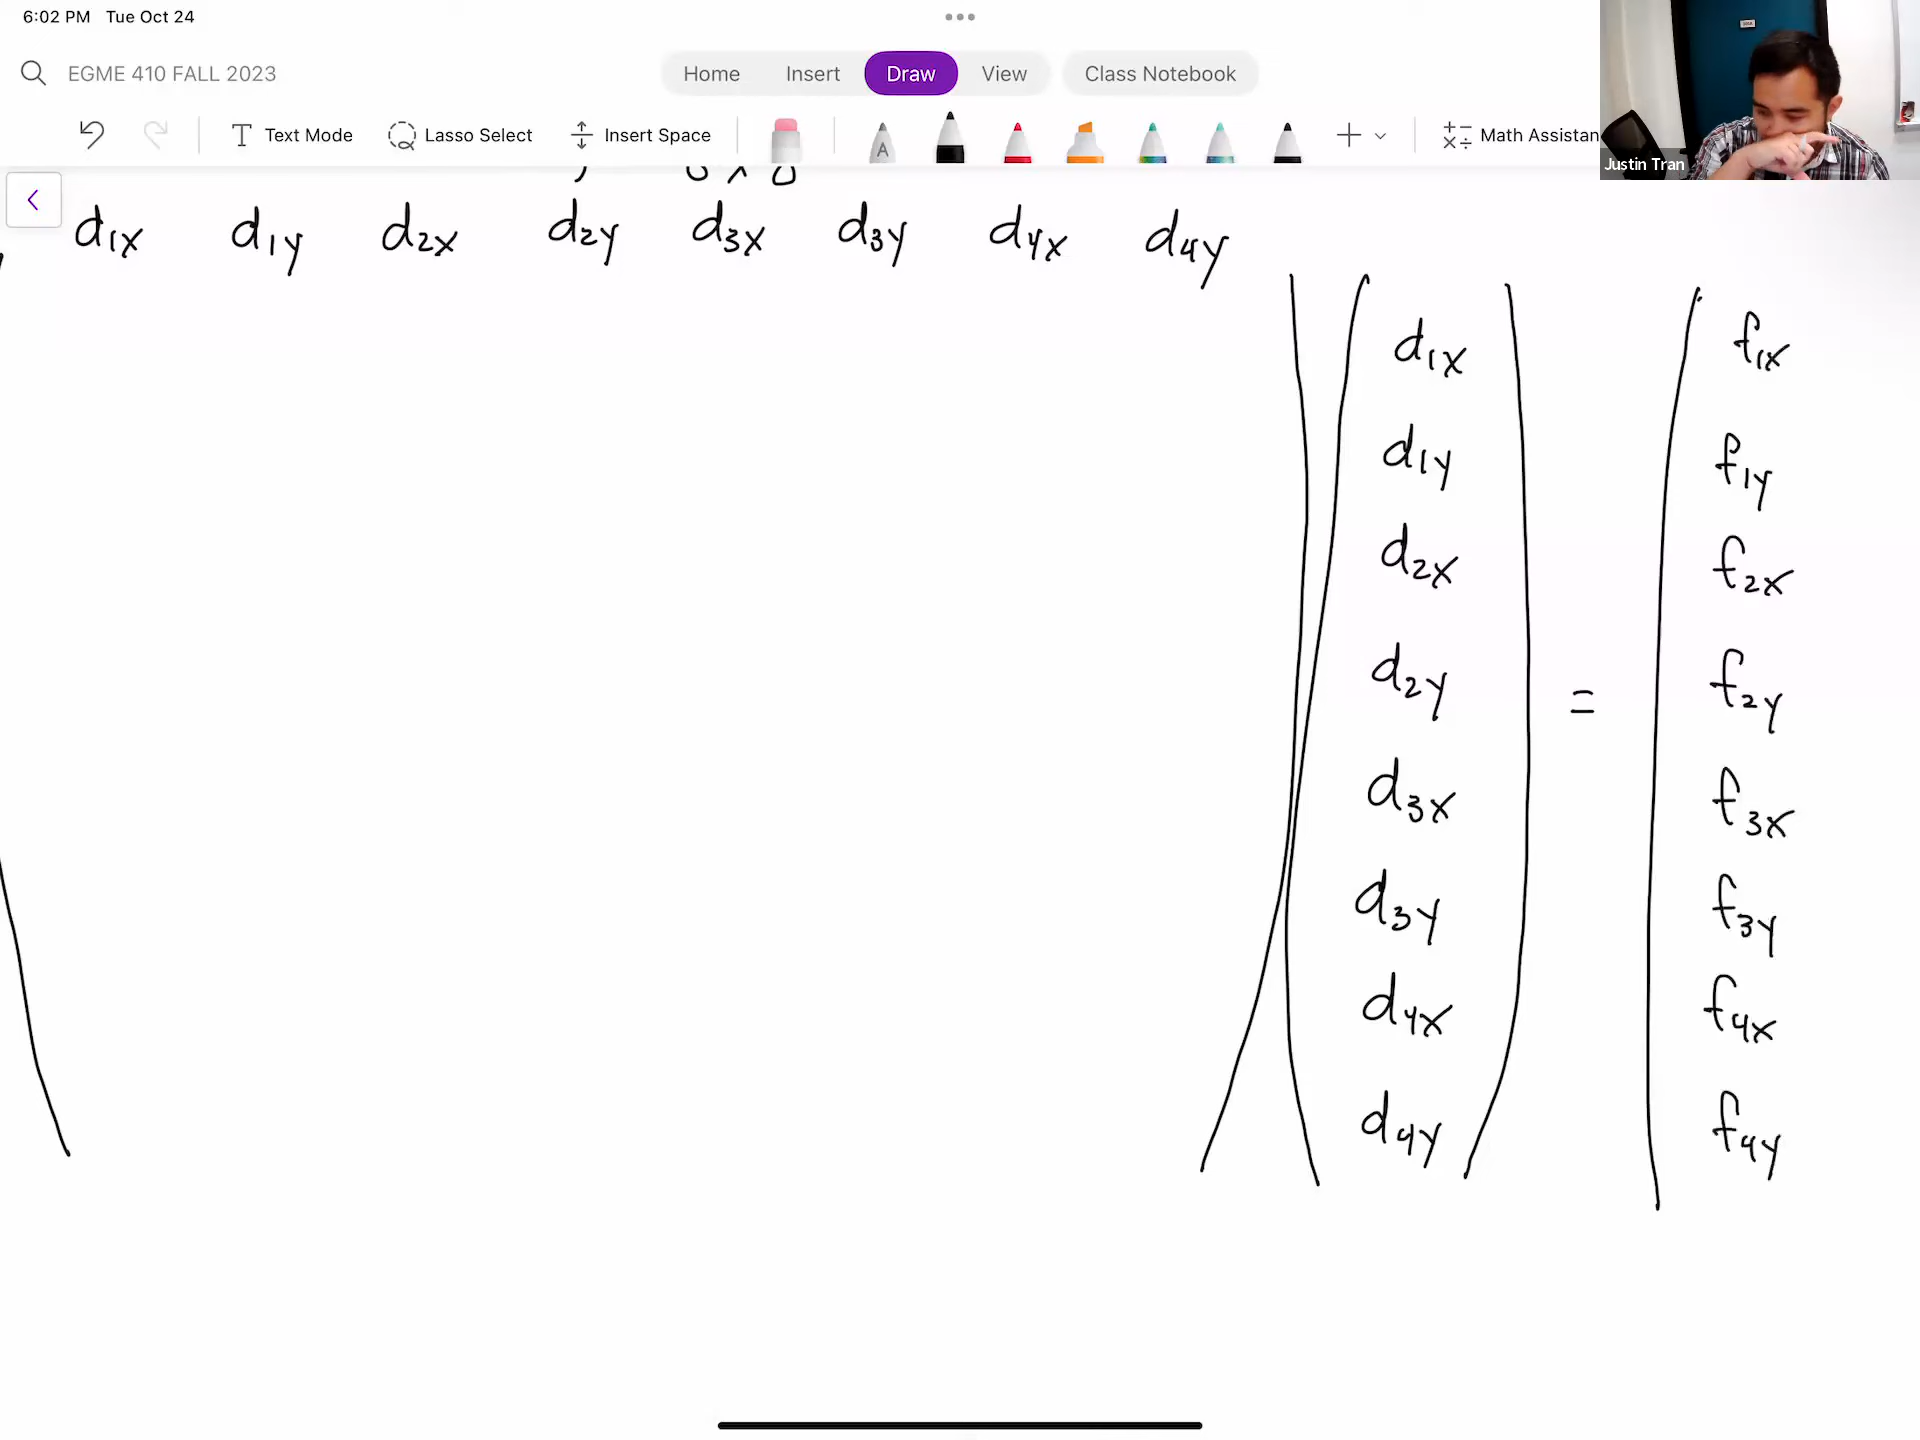 6:02 PM Tue Oct 24
EGME 410 FALL 2023
Home Insert Draw View Class Notebook
Text Mode Lasso Select Insert Space A Math Assistan
Justin Tran
8 x 8
d1x d1y d2x d2y d3x d3y d4x d4y
d1x f1x
d1y f1y
d2x f2x
d2y = f2y
d3x f3x
d3y f3y
d4x f4x
d4y f4y